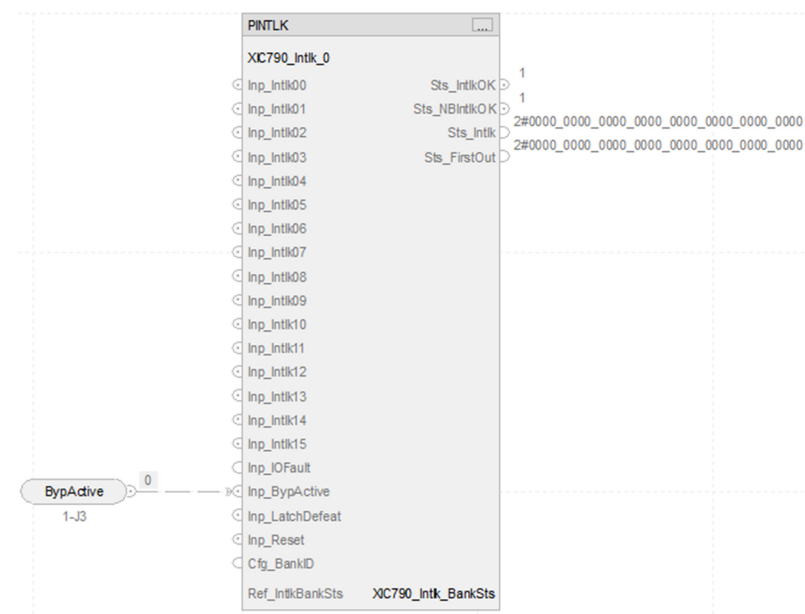 PINTLK ...
XIC790_Intlk_0
Inp_Intlk00 Sts_IntlkOK 1
Inp_Intlk01 Sts_NBIntlkOK 1
Inp_Intlk02 Sts_Intlk 2#0000_0000_0000_0000_0000_0000_0000_0000
Inp_Intlk03 Sts_FirstOut 2#0000_0000_0000_0000_0000_0000_0000_0000
Inp_Intlk04
Inp_Intlk05
Inp_Intlk06
Inp_Intlk07
Inp_Intlk08
Inp_Intlk09
Inp_Intlk10
Inp_Intlk11
Inp_Intlk12
Inp_Intlk13
Inp_Intlk14
Inp_Intlk15
Inp_IOFault
BypActive 0 Inp_BypActive
1-J3 Inp_LatchDefeat
Inp_Reset
Cfg_BankID
Ref_IntlkBankSts XIC790_Intlk_BankSts